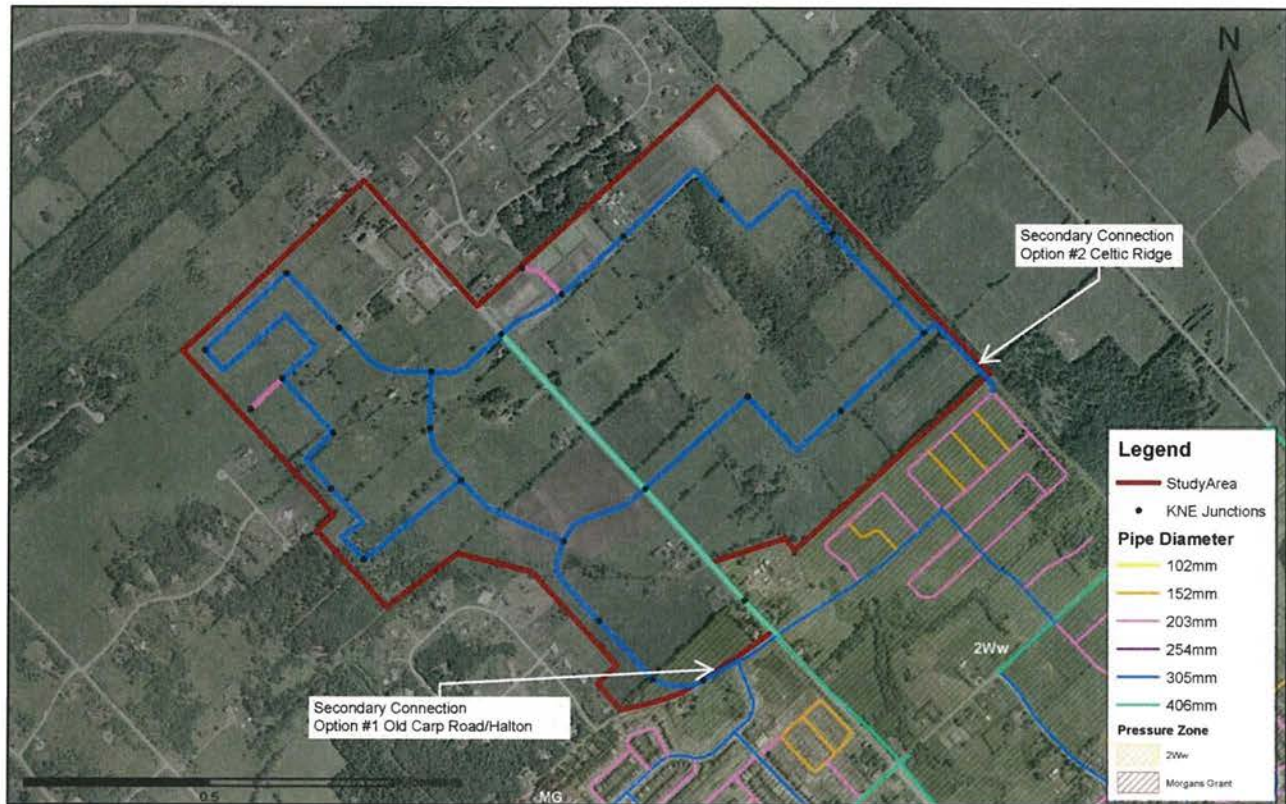 N
Secondary Connection
Option #2 Celtic Ridge
Legend
StudyArea
KNE Junctions
Pipe Diameter
102mm
152mm
203mm
254mm
305mm
406mm
Pressure Zone
2Ww
Morgans Grant
2Ww
Secondary Connection
Option #1 Old Carp Road/Halton
0.5
MG